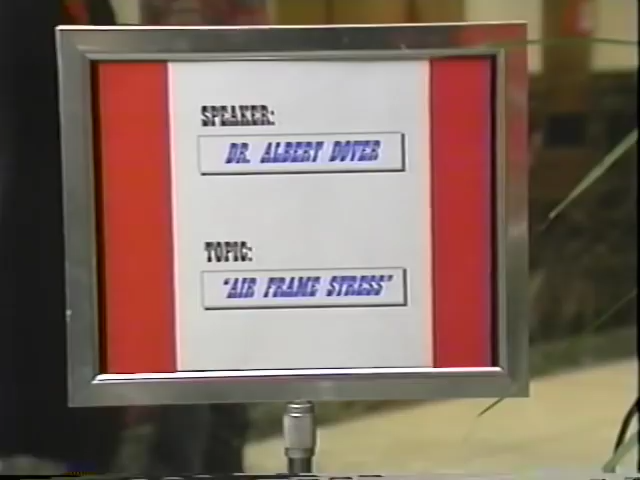 SPEAKER:
DR. ALBERT DOVER
TOPIC:
"AIR FRAME STRESS"